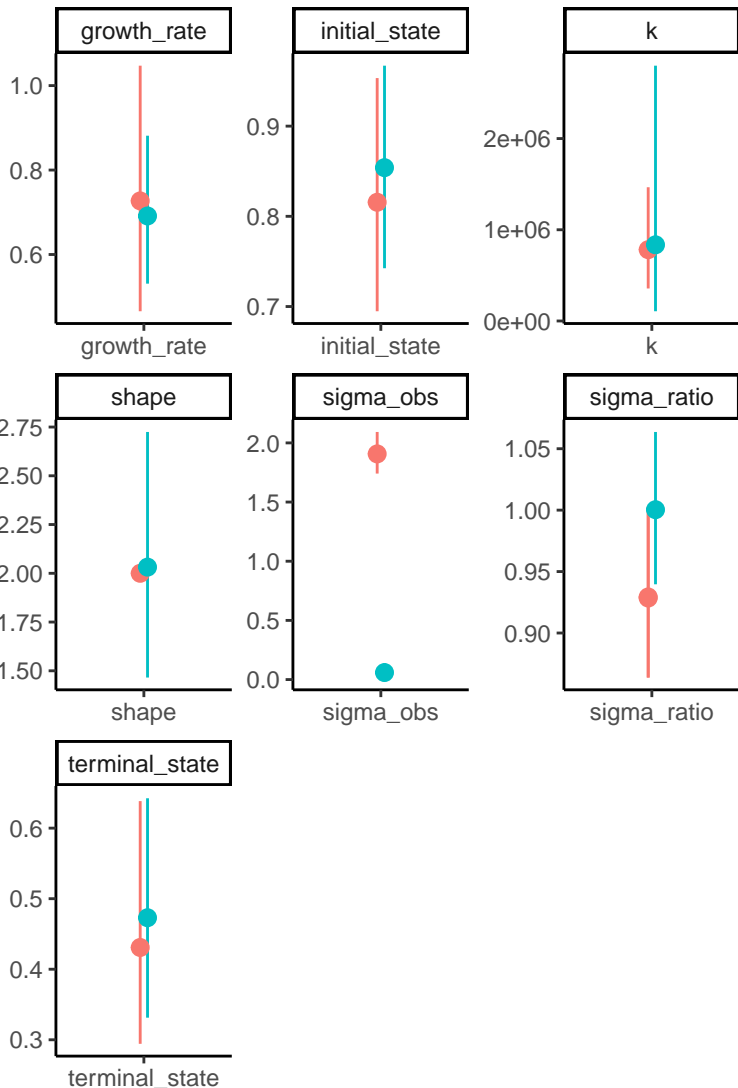 growth_rate
initial_state
k
1.0
0.8
0.6
0.9
0.8
0.7
2e+06
1e+06
0e+00
growth_rate
initial_state
k
shape
sigma_obs
sigma_ratio
2.75
2.50
2.25
2.00
1.75
1.50
2.0
1.5
1.0
0.5
0.0
1.05
1.00
0.95
0.90
shape
sigma_obs
sigma_ratio
terminal_state
0.6
0.5
0.4
0.3
terminal_state